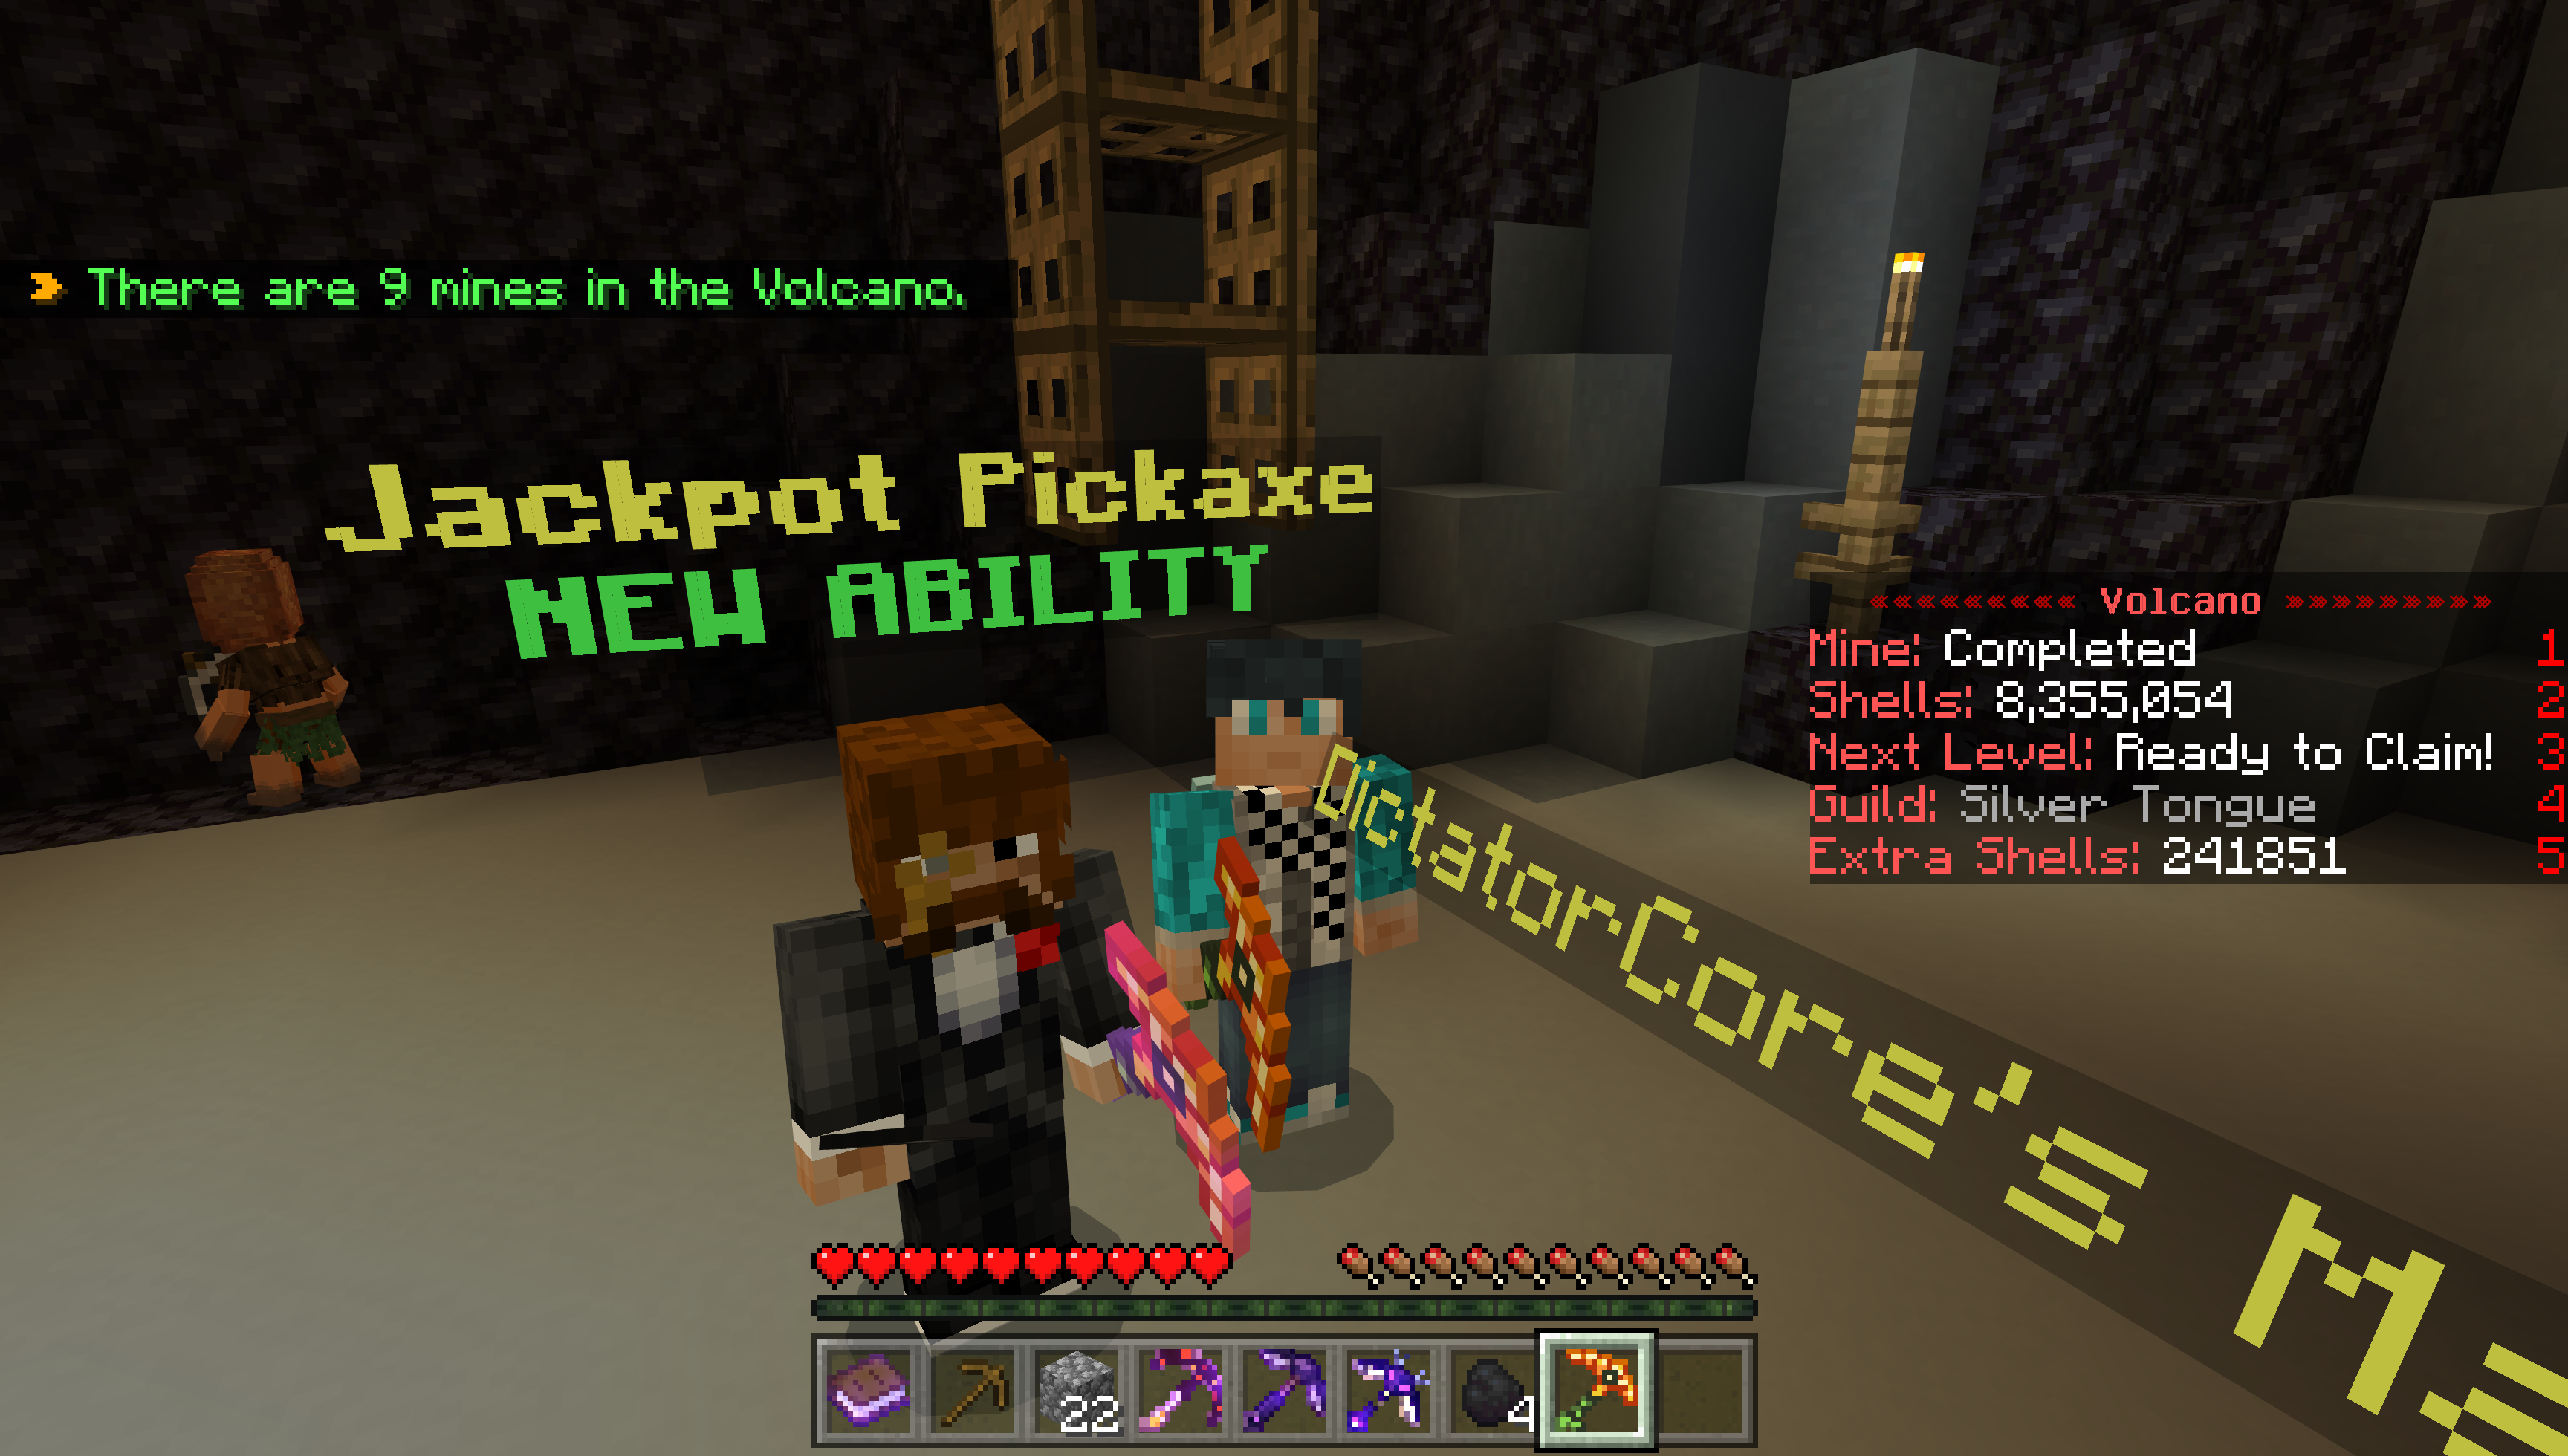 There are 9 mines in the Volcano.
Jackpot Pickaxe
NEW ABILITY
««««««««« Volcano »»»»»»»»»
Mine: Completed 1
Shells: 8,355,054 2
Next Level: Ready to Claim! 3
Guild: Silver Tongue 4
Extra Shells: 241851 5
DictatorCore's
22
4